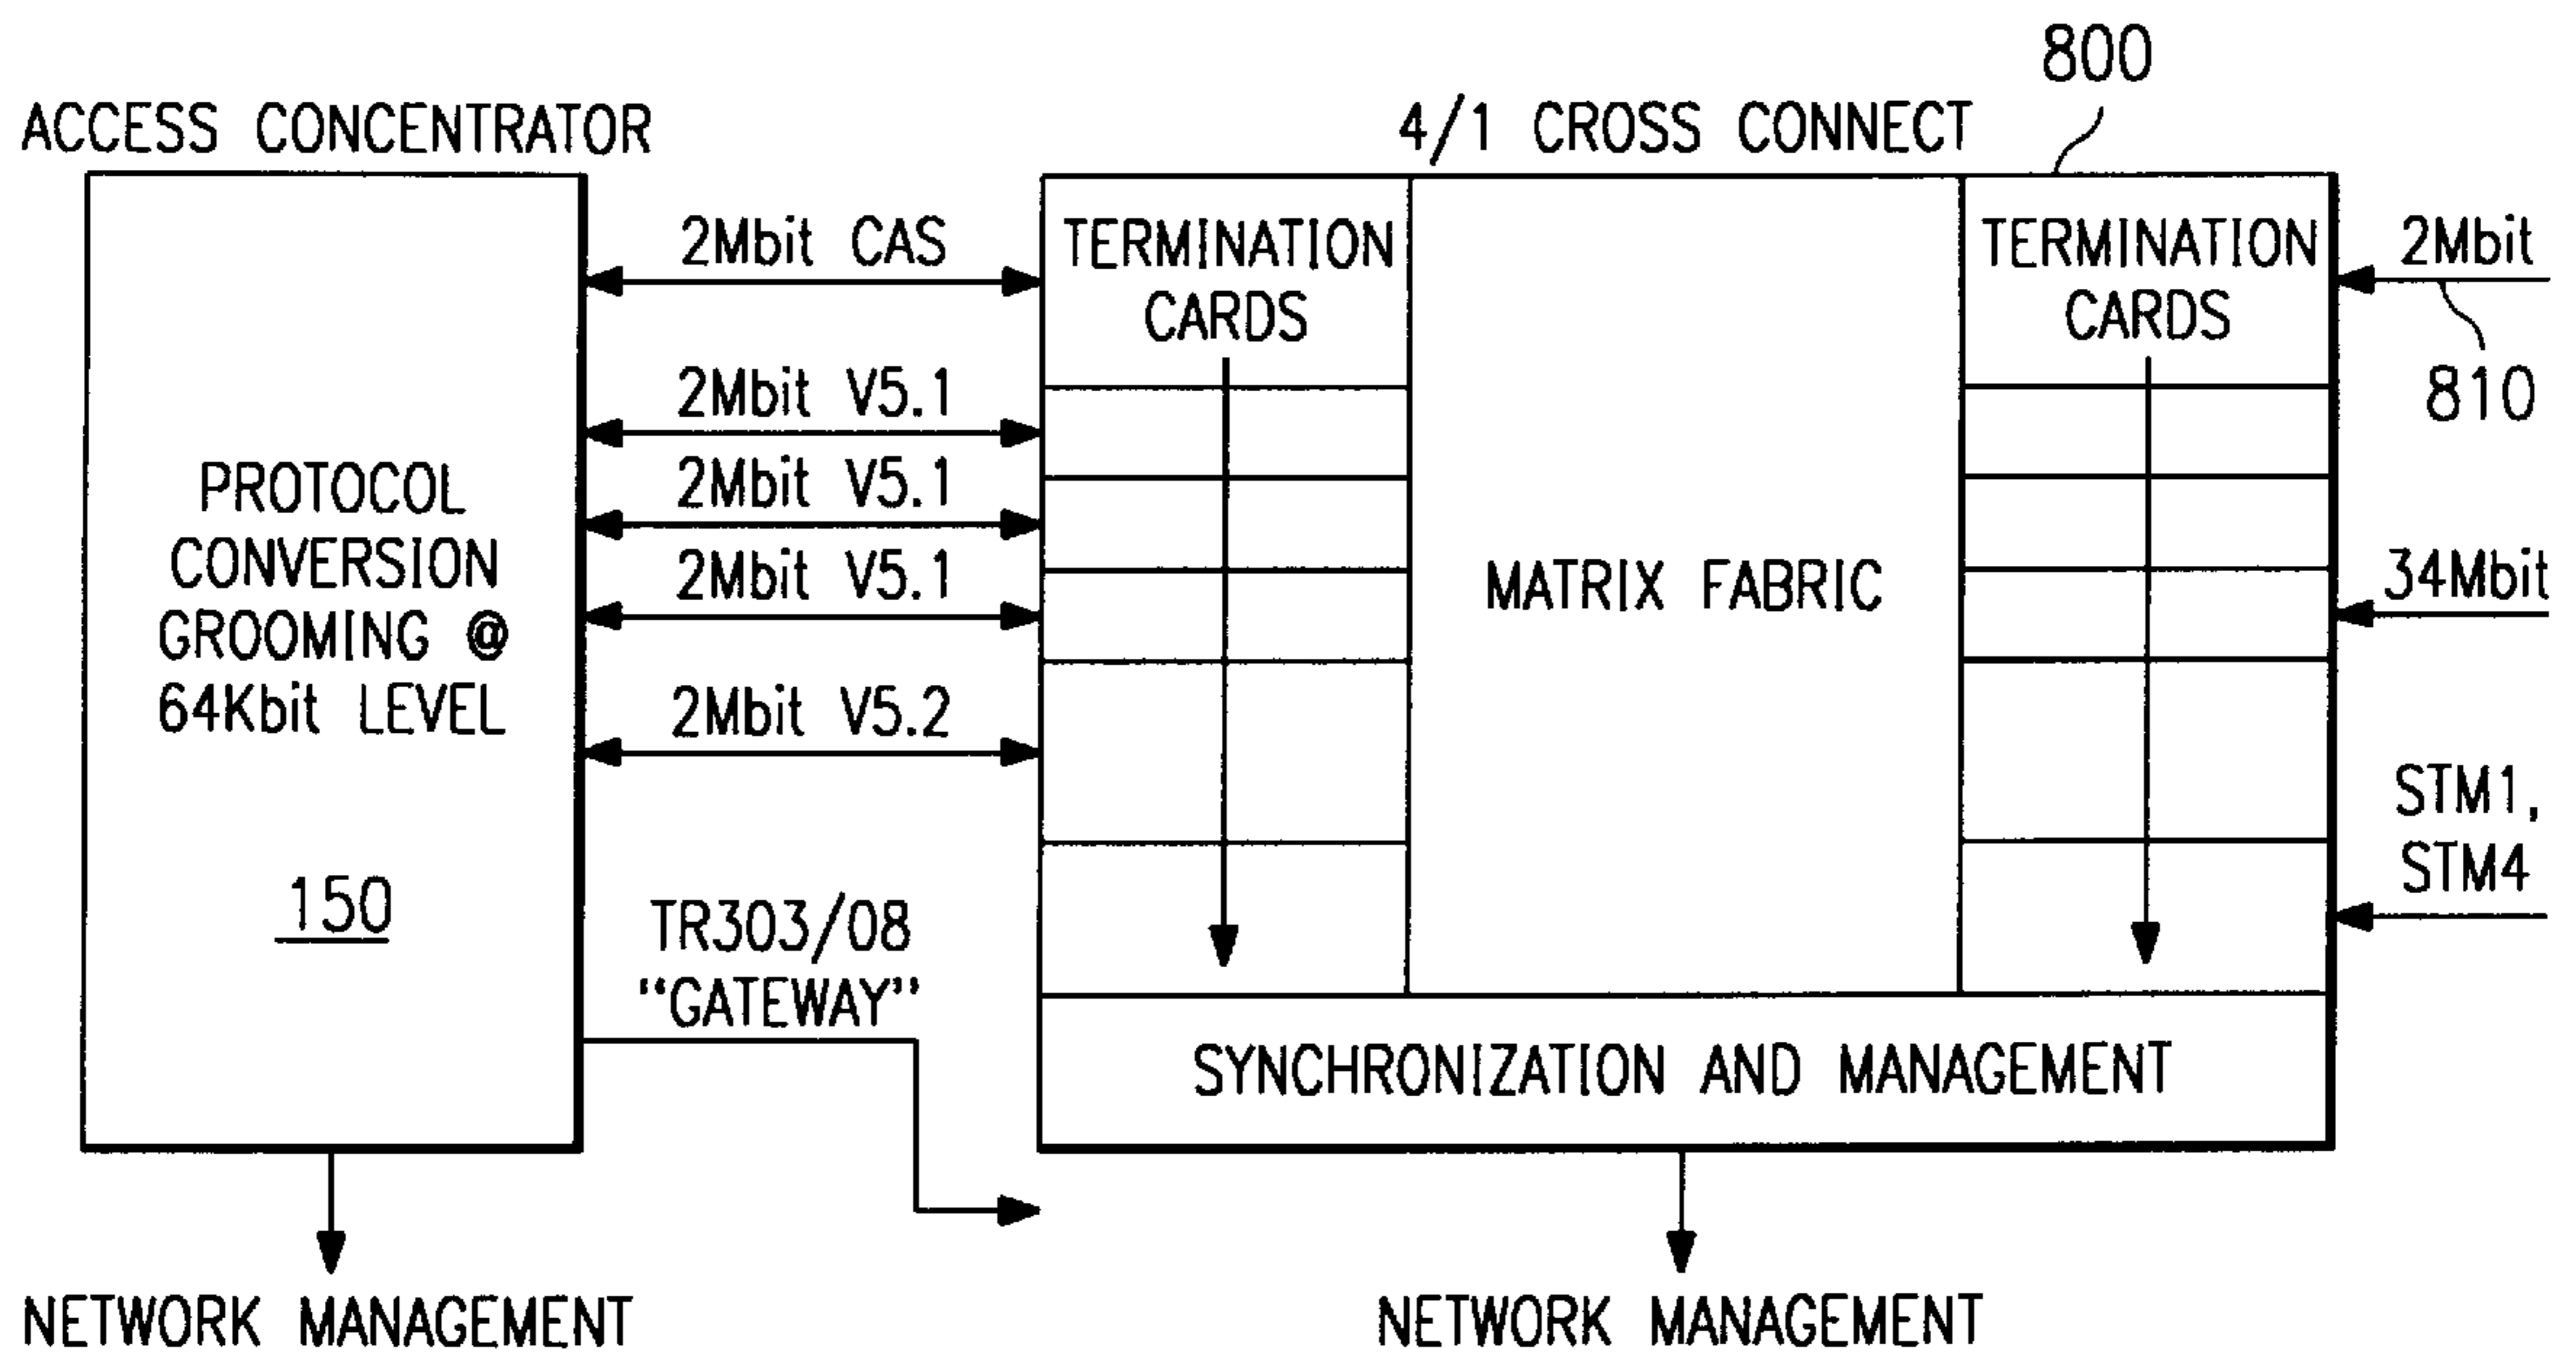 800
ACCESS CONCENTRATOR
4/1 CROSS CONNECT
2Mbit CAS
TERMINATION
CARDS
TERMINATION
CARDS
2Mbit
810
2Mbit V5.1
2Mbit V5.1
2Mbit V5.1
2Mbit V5.2
PROTOCOL
CONVERSION
GROOMING @
64Kbit LEVEL
150
MATRIX FABRIC
34Mbit
STM1,
STM4
TR303/08
"GATEWAY"
SYNCHRONIZATION AND MANAGEMENT
NETWORK MANAGEMENT
NETWORK MANAGEMENT